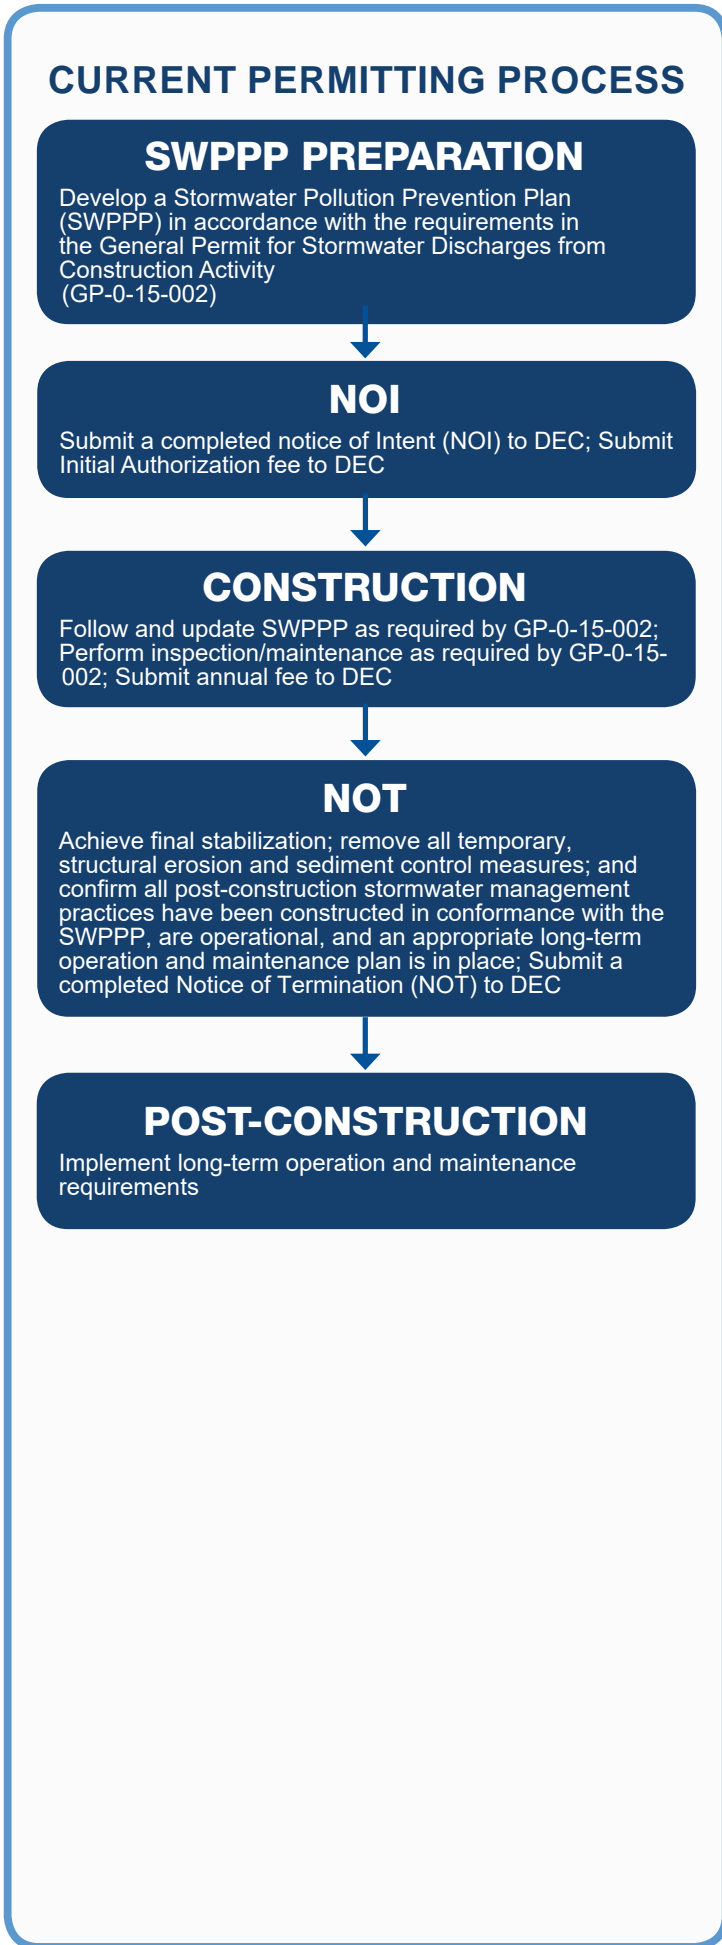 CURRENT PERMITTING PROCESS
SWPPP PREPARATION
Develop a Stormwater Pollution Prevention Plan
(SWPPP) in accordance with the requirements in
the General Permit for Stormwater Discharges from
Construction Activity
(GP-0-15-002)
NOI
Submit a completed notice of Intent (NOI) to DEC; Submit
Initial Authorization fee to DEC
CONSTRUCTION
Follow and update SWPPP as required by GP-0-15-002;
Perform inspection/maintenance as required by GP-0-15-
002; Submit annual fee to DEC
NOT
Achieve final stabilization; remove all temporary,
structural erosion and sediment control measures; and
confirm all post-construction stormwater management
practices have been constructed in conformance with the
SWPPP, are operational, and an appropriate long-term
operation and maintenance plan is in place; Submit a
completed Notice of Termination (NOT) to DEC
POST-CONSTRUCTION
Implement long-term operation and maintenance
requirements